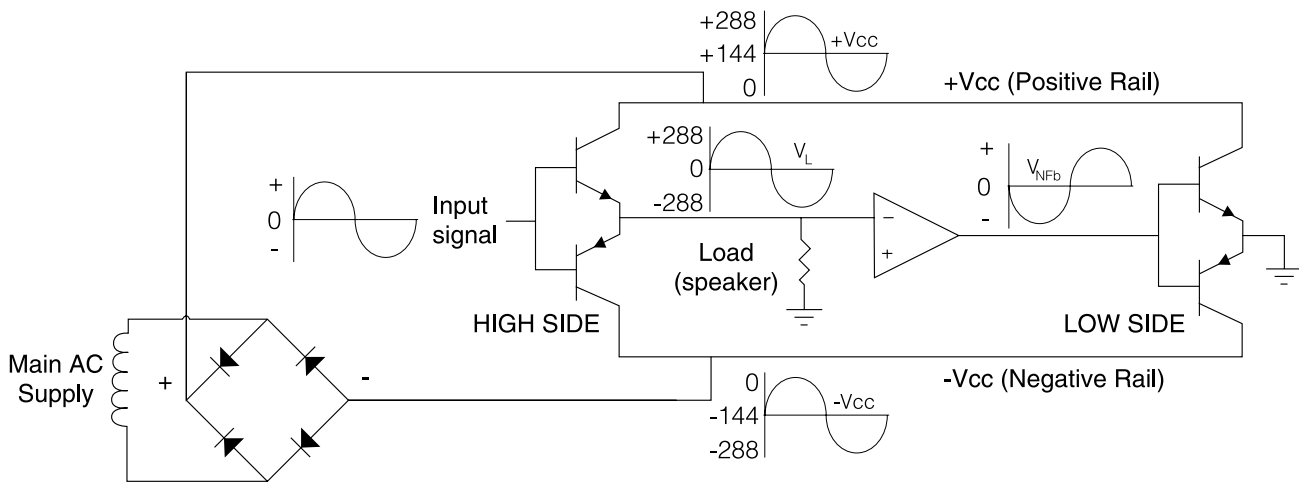 +288
+144
0
+Vcc
+Vcc (Positive Rail)
+288
0
-288
V_L
+
0
-
V_NFb
+
0
-
Input
signal
Load
(speaker)
-
+
HIGH SIDE
LOW SIDE
Main AC
Supply
+
-
-Vcc (Negative Rail)
0
-144
-288
-Vcc